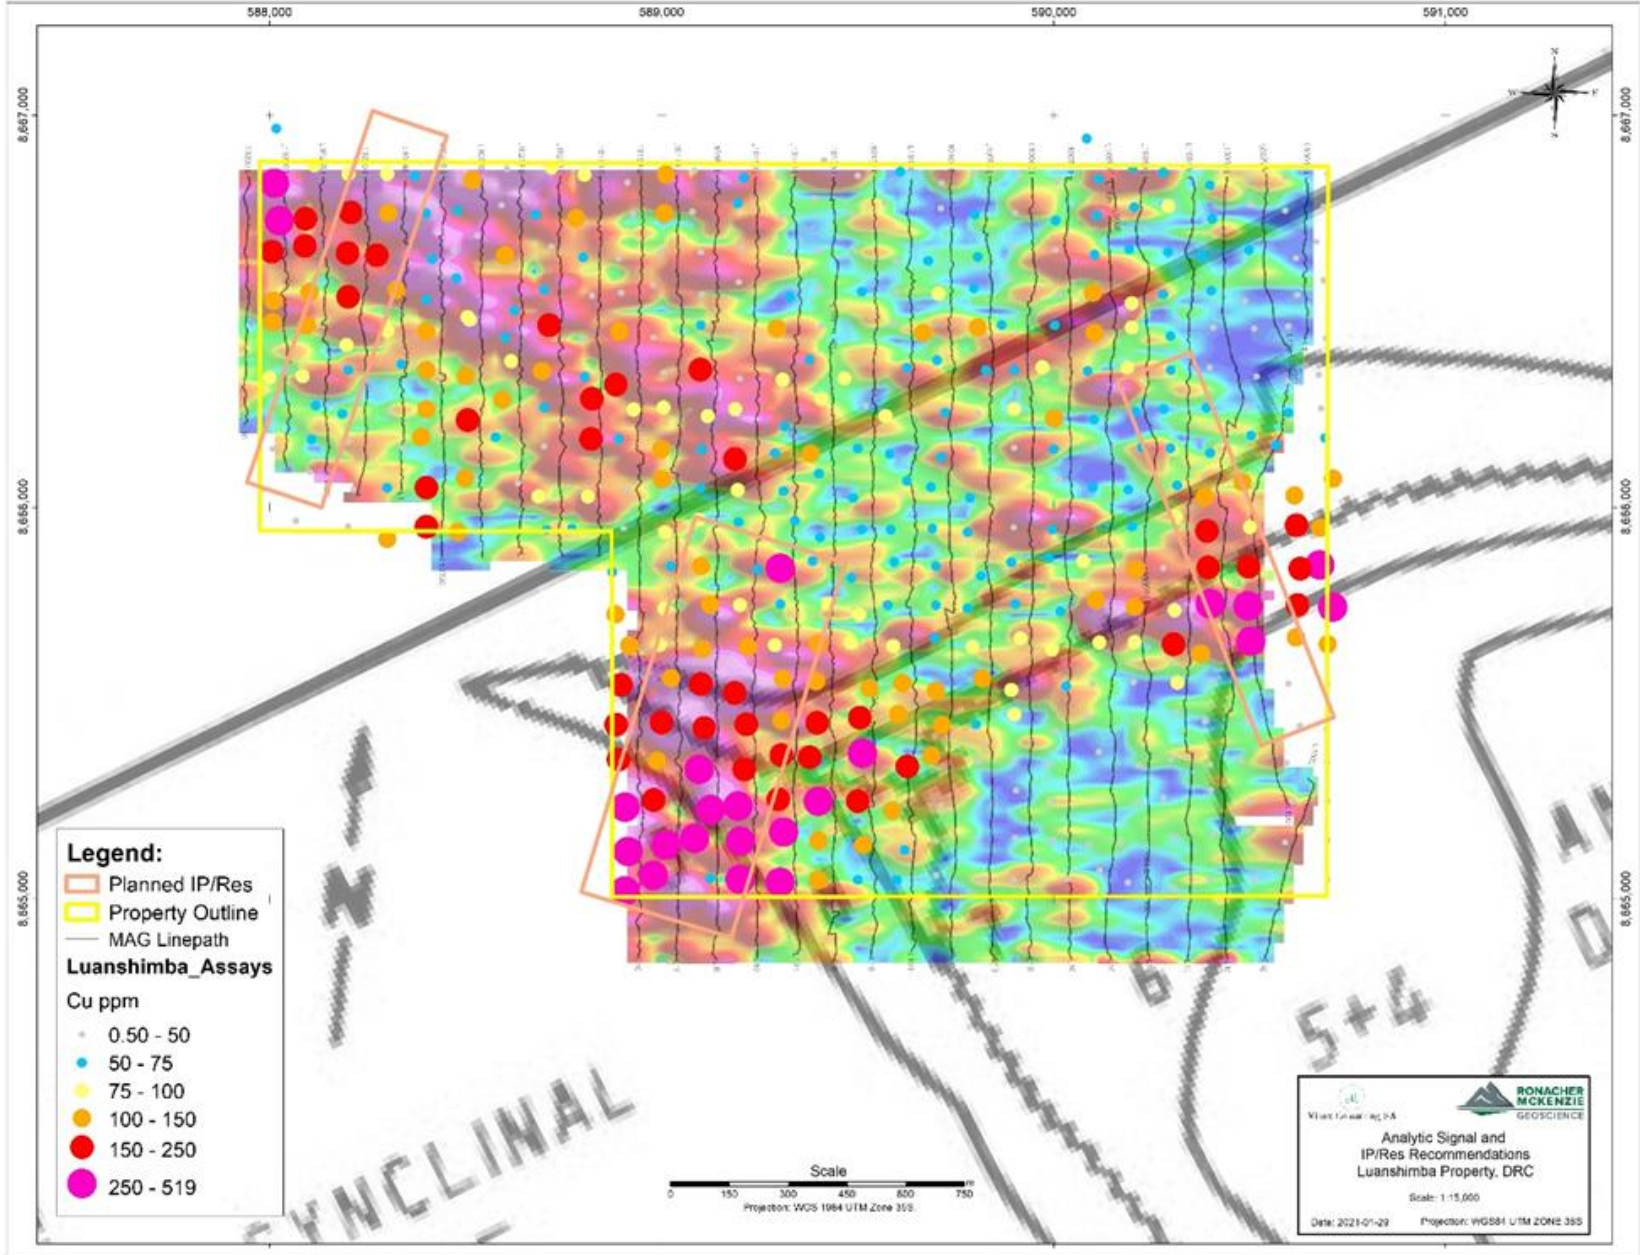 588,000 589,000 590,000 591,000
8,667,000 8,667,000
N
W E
8,666,000 8,666,000
8,665,000 8,665,000
N
6
5+4
SYNCLINAL
Legend:
Planned IP/Res
Property Outline
MAG Linepath
Luanshimba_Assays
Cu ppm
0.50 - 50
50 - 75
75 - 100
100 - 150
150 - 250
250 - 519
Scale
0 150 300 450 600 750
m
Projection: WGS 1984 UTM Zone 35S
RONACHER
MCKENZIE
GEOSCIENCE
Analytic Signal and
IP/Res Recommendations
Luanshimba Property, DRC
Scale: 1:15,000
Date: 2021-01-29 Projection: WGS84 UTM ZONE 35S